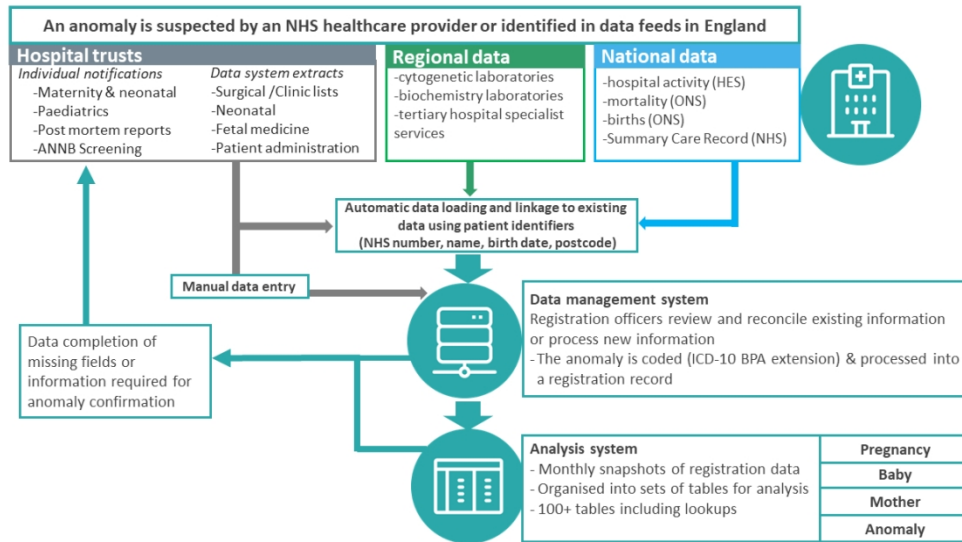 An anomaly is suspected by an NHS healthcare provider or identified in data feeds in England
Hospital trusts
Individual notifications
-Maternity & neonatal
-Paediatrics
-Post mortem reports
-ANNB Screening
Data system extracts
-Surgical /Clinic lists
-Neonatal
-Fetal medicine
-Patient administration
Regional data
-cytogenetic laboratories
-biochemistry laboratories
-tertiary hospital specialist
services
National data
-hospital activity (HES)
-mortality (ONS)
-births (ONS)
-Summary Care Record (NHS)
Automatic data loading and linkage to existing
data using patient identifiers
(NHS number, name, birth date, postcode)
Manual data entry
Data management system
Registration officers review and reconcile existing information
or process new information
- The anomaly is coded (ICD-10 BPA extension) & processed into
a registration record
Data completion of
missing fields or
information required for
anomaly confirmation
Analysis system
- Monthly snapshots of registration data
- Organised into sets of tables for analysis
- 100+ tables including lookups
Pregnancy
Baby
Mother
Anomaly